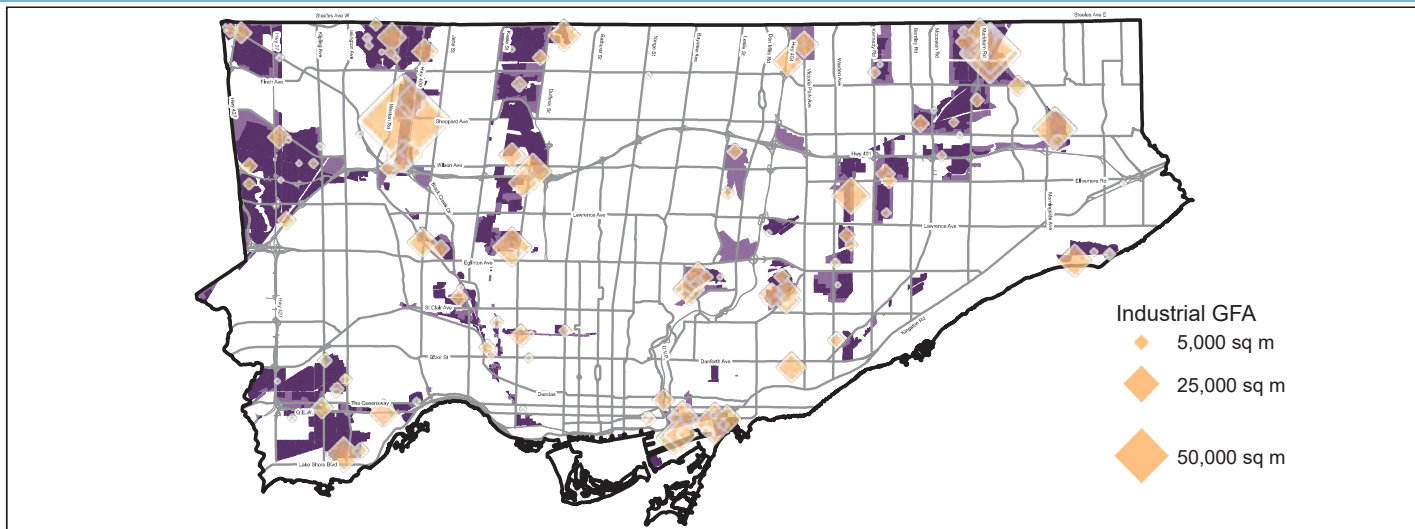 Steeles Ave W
Steeles Ave E
Hwy 27
Kipling Ave
Islington Ave
Jane St
Keele St
Bathurst St
Yonge St
Bayview Ave
Leslie St
Don Mills Rd
Hwy 404
Victoria Park Ave
Warden Ave
Kennedy Rd
Brimley Rd
Mccowan Rd
Markham Rd
Finch Ave
Hwy 400
Hwy 427
Weston Rd
Dufferin St
Sheppard Ave
Hwy 401
Wilson Ave
Ellesmere Rd
Black Creek Dr
Morningside Ave
Lawrence Ave
Lawrence Ave
Eglinton Ave
Hwy 427
St Clair Ave
Kingston Rd
D.V.P.
Bloor St
Danforth Ave
Dundas
The Queensway
Q.E.W.
Lake Shore Blvd
Industrial GFA
5,000 sq m
25,000 sq m
50,000 sq m